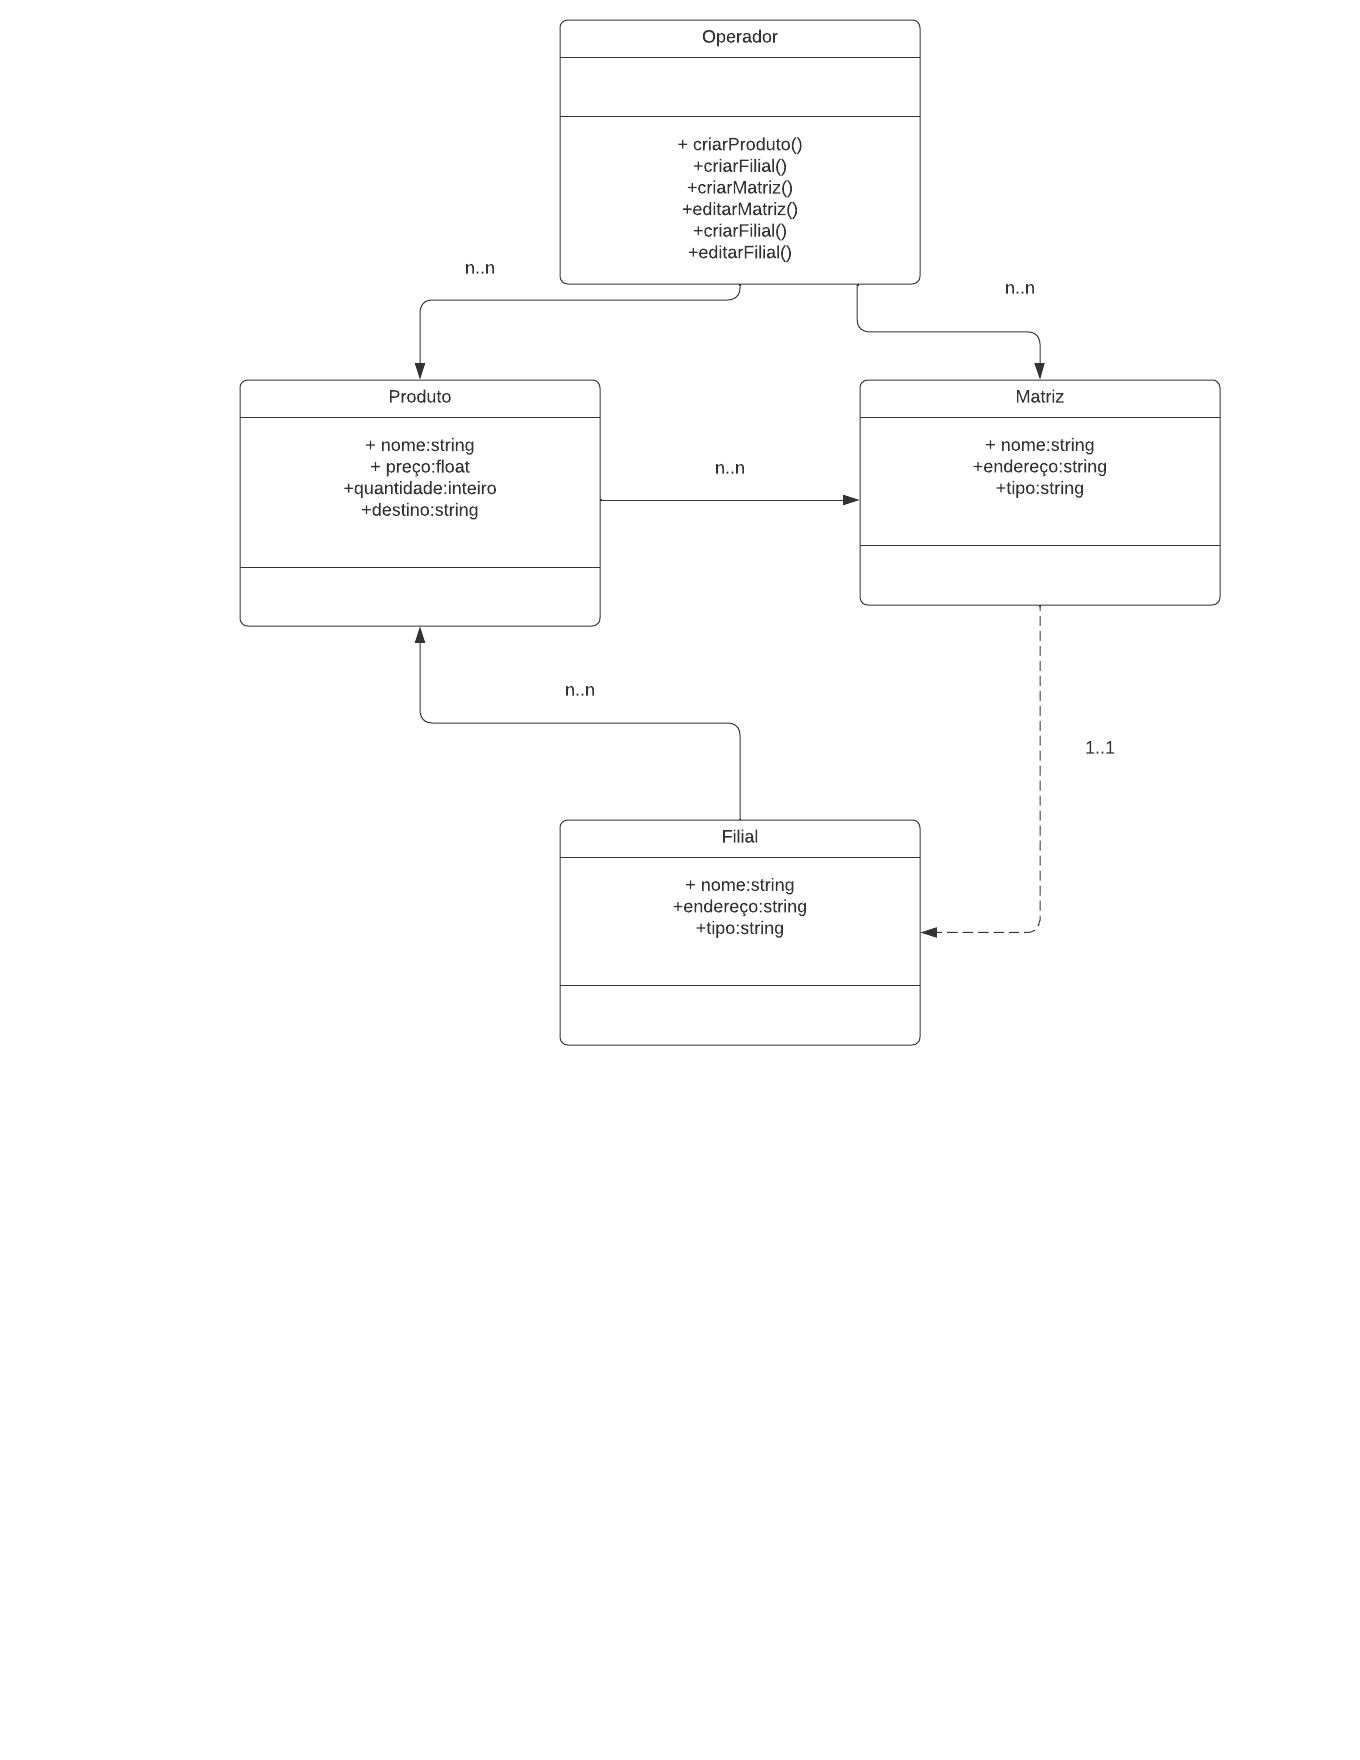 Operador
+ criarProduto()
+criarFilial()
+criarMatriz()
+editarMatriz()
+criarFilial()
+editarFilial()
n..n
n..n
Produto
+ nome:string
+ preço:float
+quantidade:inteiro
+destino:string
n..n
Matriz
+ nome:string
+endereço:string
+tipo:string
n..n
1..1
Filial
+ nome:string
+endereço:string
+tipo:string